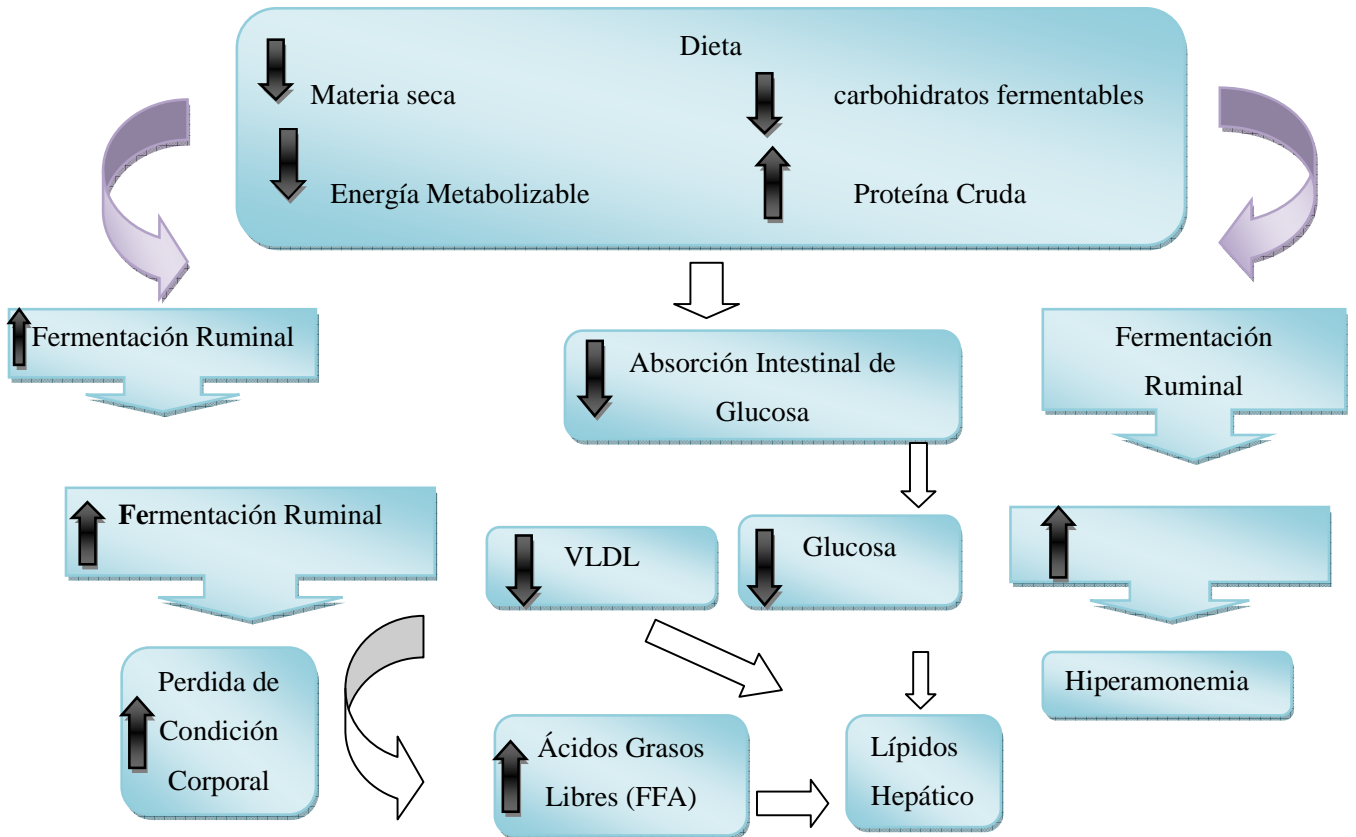 Dieta
Materia seca
carbohidratos fermentables
Energía Metabolizable
Proteína Cruda
Fermentación Ruminal
Absorción Intestinal de
Glucosa
Fermentación
Ruminal
Fermentación Ruminal
VLDL
Glucosa
Perdida de
Condición
Corporal
Ácidos Grasos
Libres (FFA)
Lípidos
Hepático
Hiperamonemia